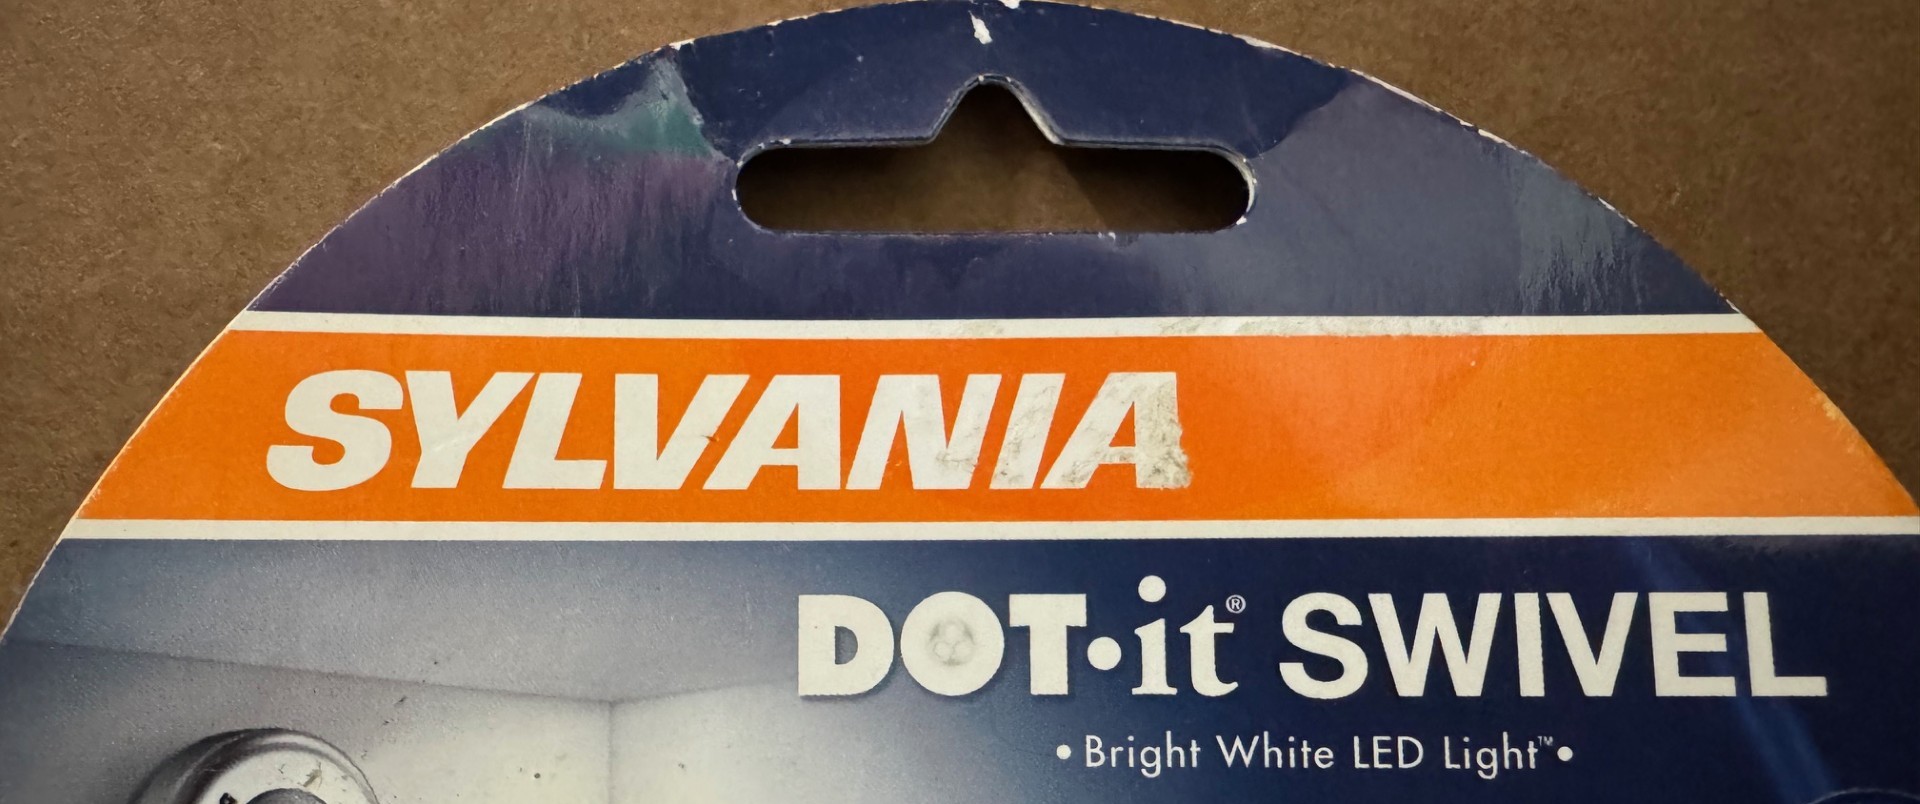 SYLVANIA
DOT•it® SWIVEL
• Bright White LED Light™ •